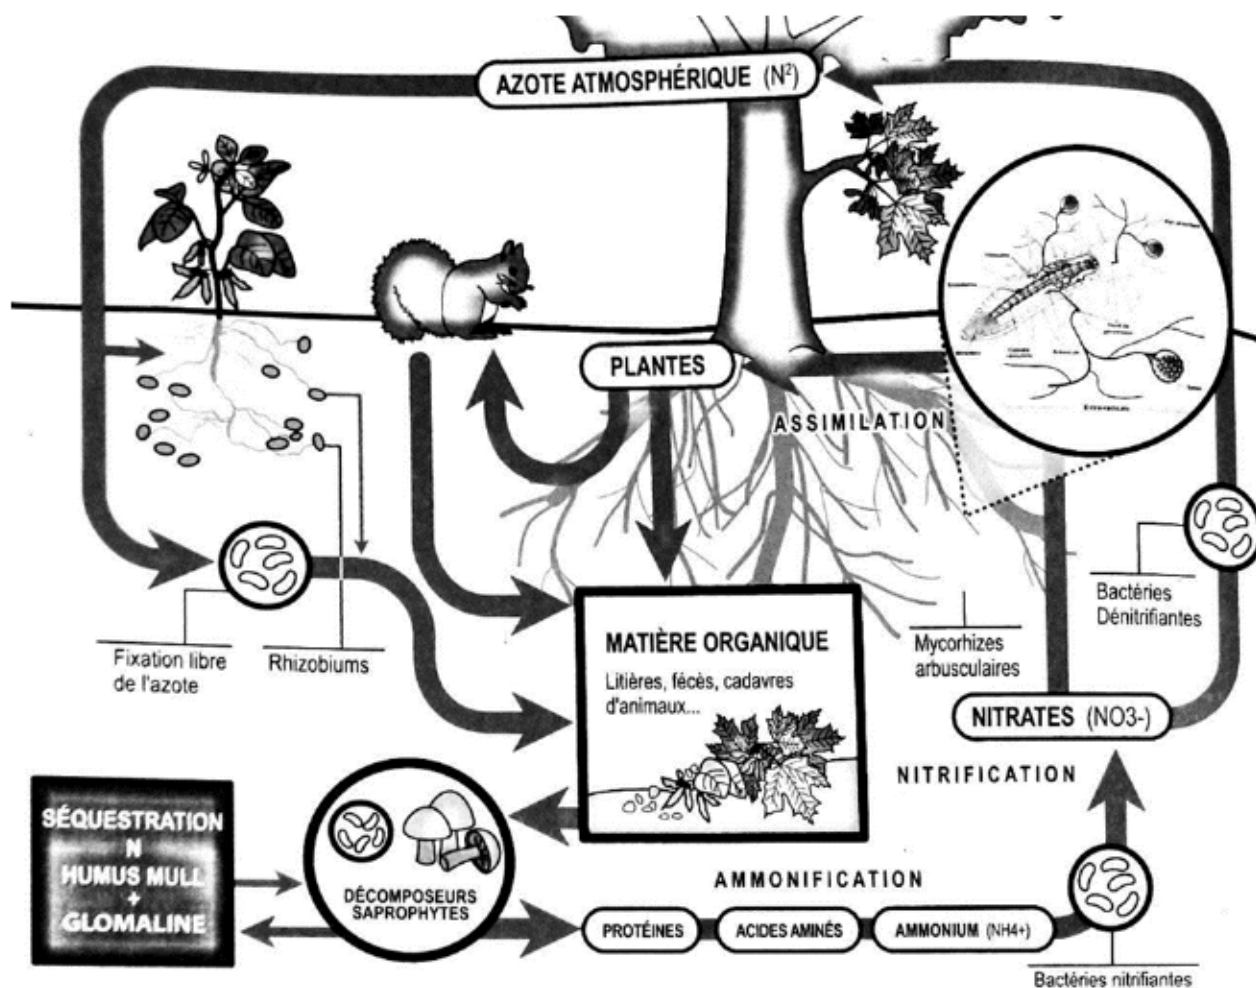 AZOTE ATMOSPHÉRIQUE (N²)
PLANTES
ASSIMILATION
Bactéries
Dénitrifiantes
Fixation libre
de l'azote
Rhizobiums
MATIÈRE ORGANIQUE
Litières, fécès, cadavres
d'animaux...
Mycorhizes
arbusculaires
NITRATES (NO3-)
NITRIFICATION
SÉQUESTRATION
N
HUMUS MULL
+
GLOMALINE
DÉCOMPOSEURS
SAPROPHYTES
AMMONIFICATION
PROTÉINES
ACIDES AMINÉS
AMMONIUM (NH4+)
Bactéries nitrifiantes